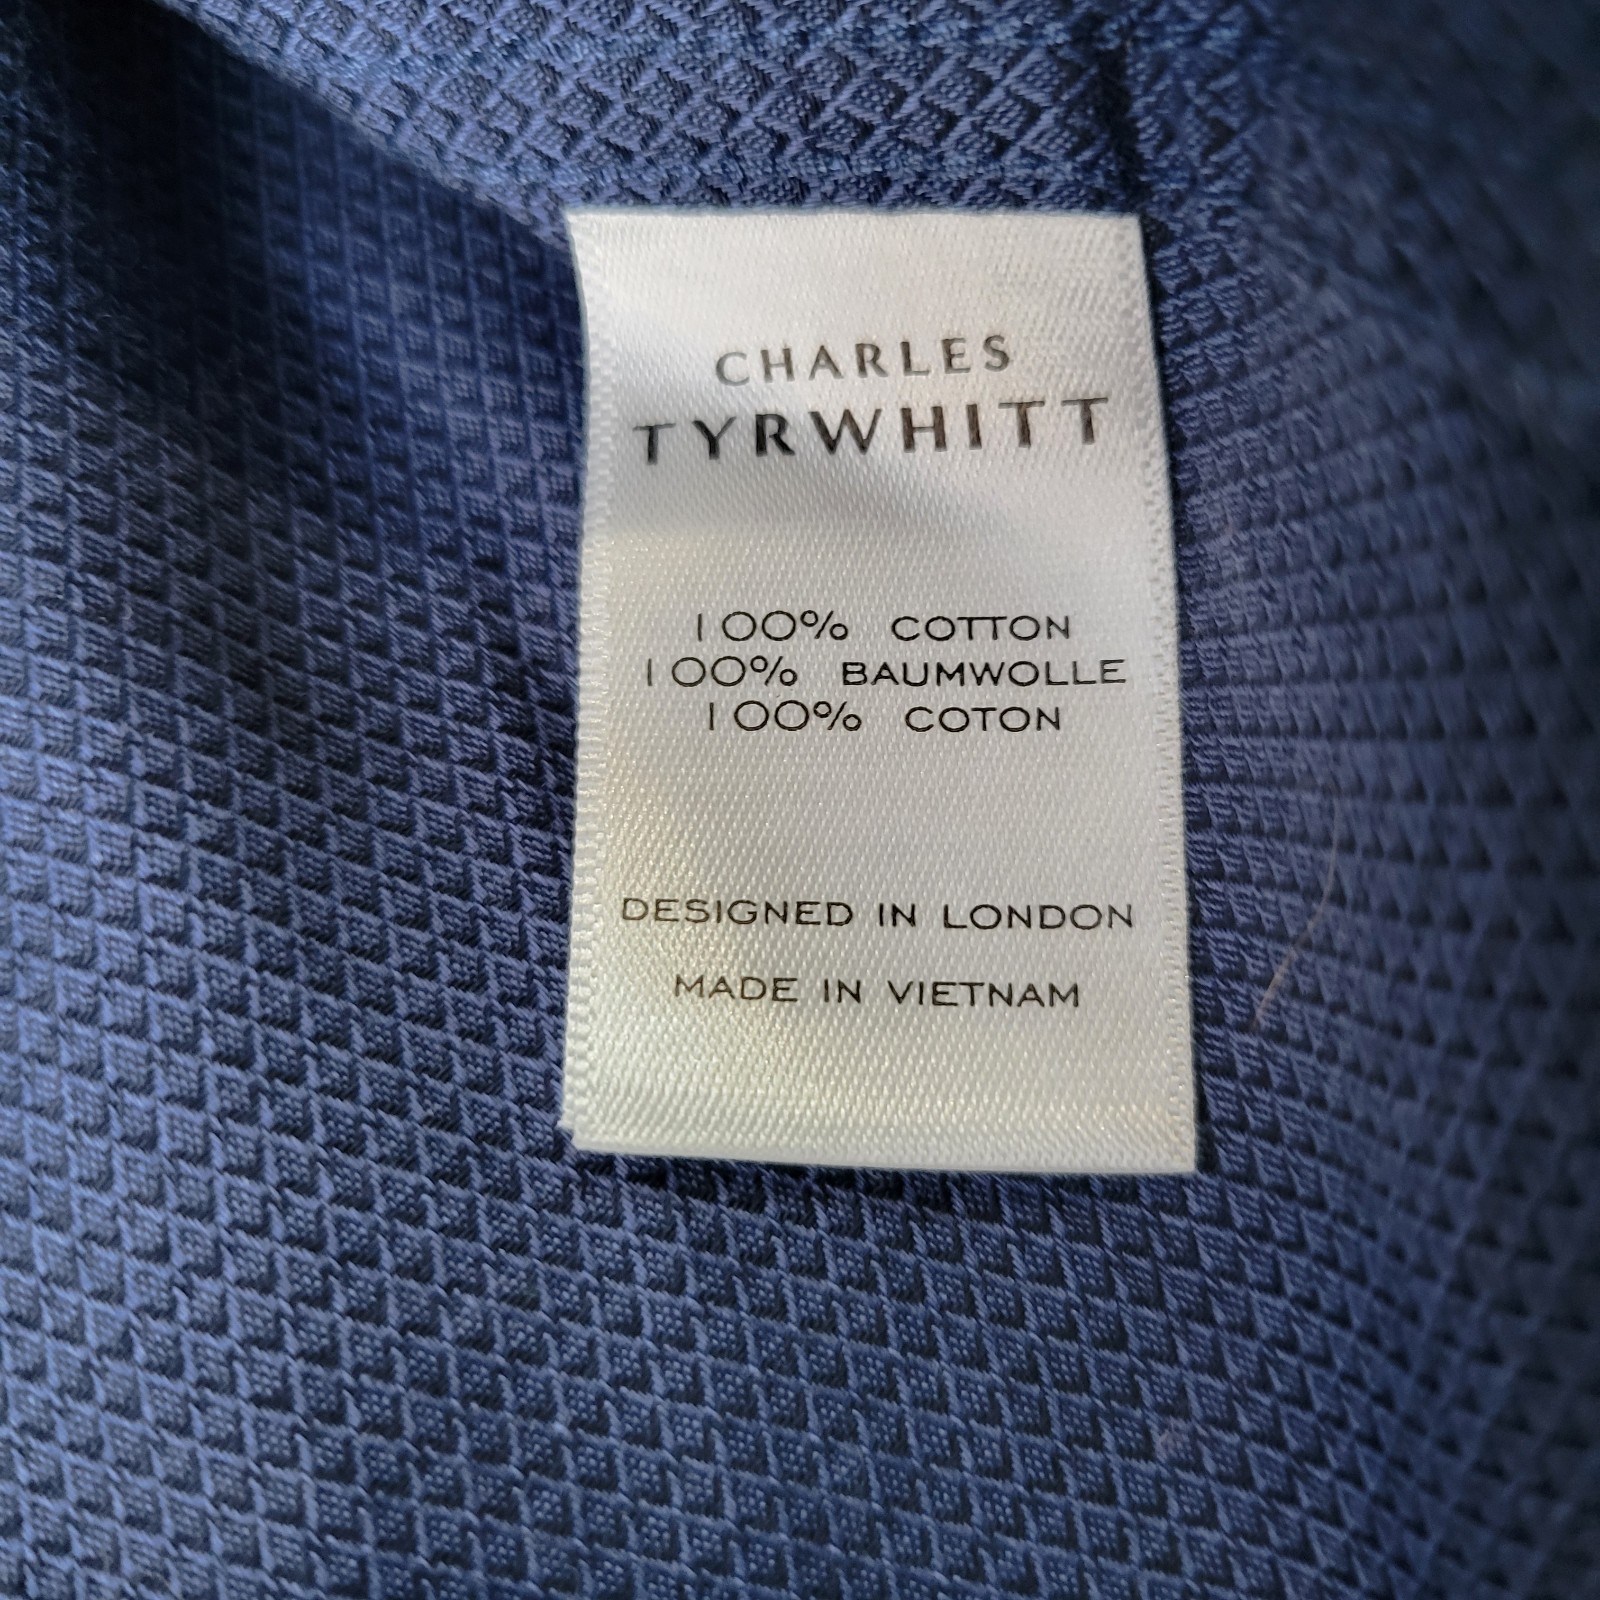 CHARLES
TYRWHITT
100% COTTON
100% BAUMWOLLE
100% COTON
DESIGNED IN LONDON
MADE IN VIETNAM